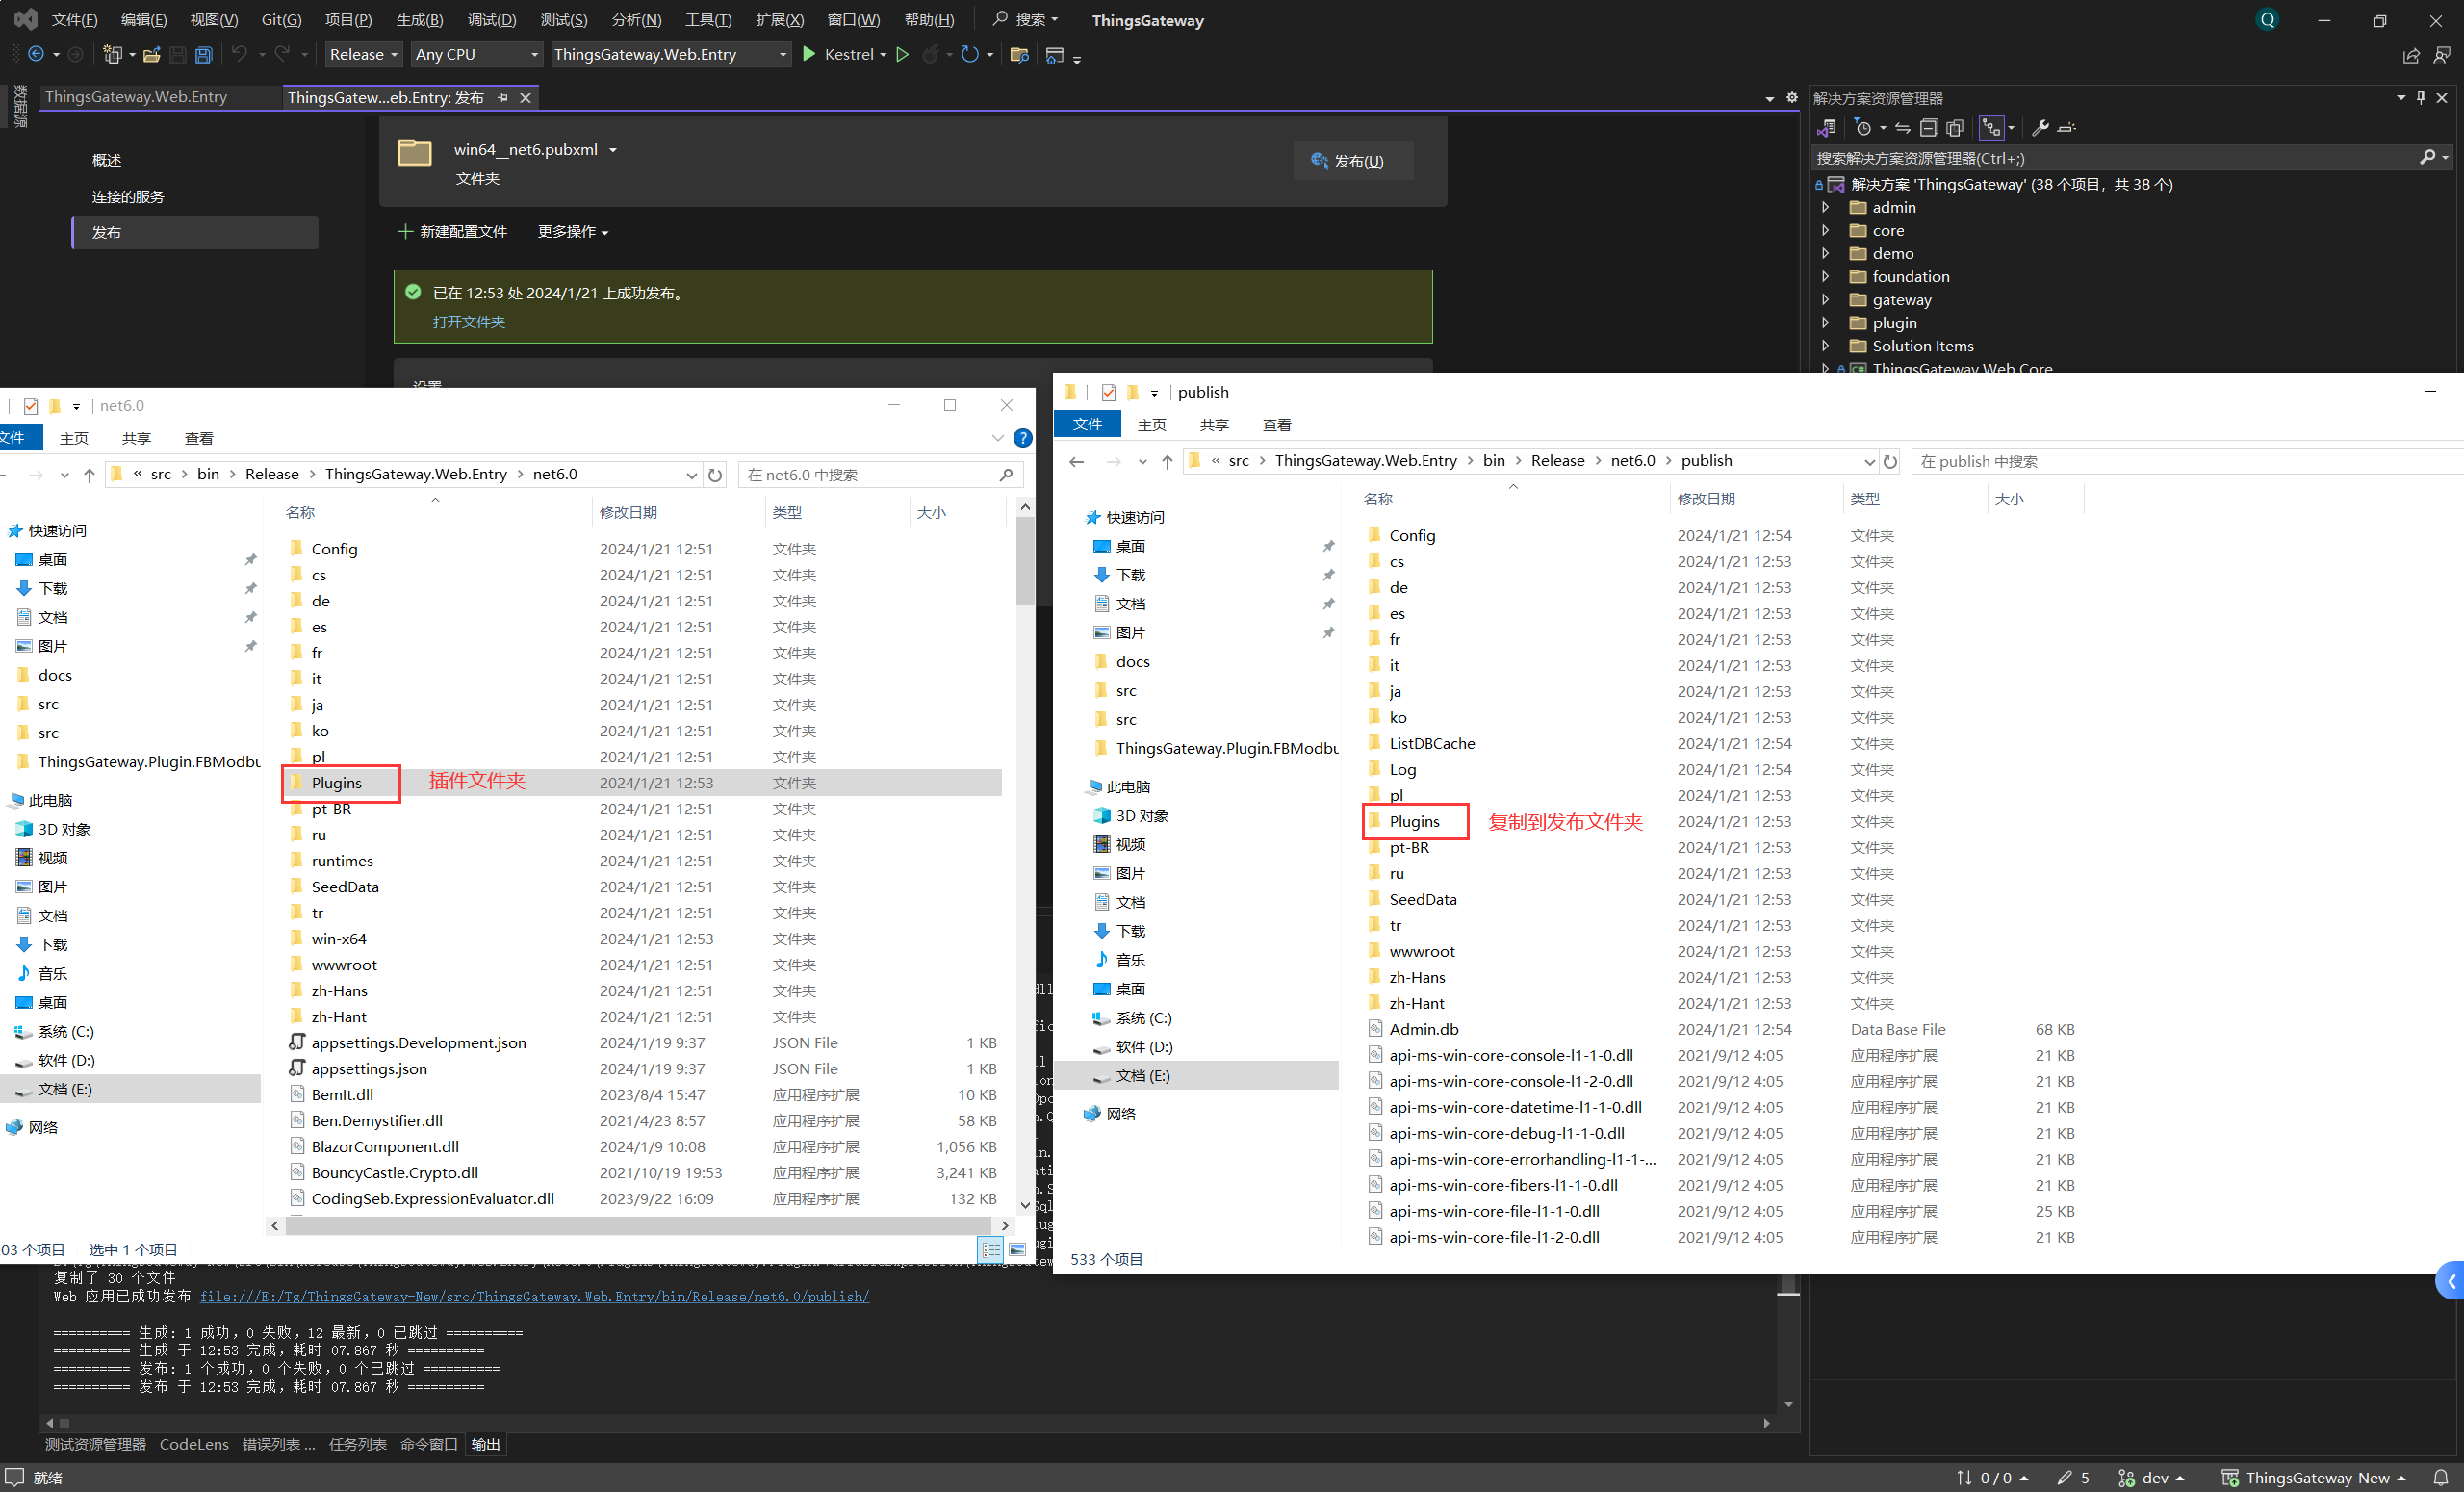 文件(F) 编辑(E) 视图(V) Git(G) 项目(P) 生成(B) 调试(D) 测试(S) 分析(N) 工具(T) 扩展(X) 窗口(W) 帮助(H) 搜索 ThingsGateway Q
Release Any CPU ThingsGateway.Web.Entry Kestrel
数据源
ThingsGateway.Web.Entry ThingsGatew...eb.Entry: 发布
概述
连接的服务
发布
win64__net6.pubxml
文件夹
发布(U)
新建配置文件 更多操作
已在 12:53 处 2024/1/21 上成功发布。
打开文件夹
设置
解决方案资源管理器
搜索解决方案资源管理器(Ctrl+;)
解决方案 'ThingsGateway' (38 个项目，共 38 个)
admin
core
demo
foundation
gateway
plugin
Solution Items
ThingsGateway.Web.Core
net6.0
文件 主页 共享 查看
« src › bin › Release › ThingsGateway.Web.Entry › net6.0
在 net6.0 中搜索
快速访问
桌面
下载
文档
图片
docs
src
src
ThingsGateway.Plugin.FBModbu
此电脑
3D 对象
视频
图片
文档
下载
音乐
桌面
系统 (C:)
软件 (D:)
文档 (E:)
网络
名称 修改日期 类型 大小
Config 2024/1/21 12:51 文件夹
cs 2024/1/21 12:51 文件夹
de 2024/1/21 12:51 文件夹
es 2024/1/21 12:51 文件夹
fr 2024/1/21 12:51 文件夹
it 2024/1/21 12:51 文件夹
ja 2024/1/21 12:51 文件夹
ko 2024/1/21 12:51 文件夹
pl 2024/1/21 12:51 文件夹
Plugins 插件文件夹 2024/1/21 12:53 文件夹
pt-BR 2024/1/21 12:51 文件夹
ru 2024/1/21 12:51 文件夹
runtimes 2024/1/21 12:51 文件夹
SeedData 2024/1/21 12:51 文件夹
tr 2024/1/21 12:51 文件夹
win-x64 2024/1/21 12:53 文件夹
wwwroot 2024/1/21 12:51 文件夹
zh-Hans 2024/1/21 12:51 文件夹
zh-Hant 2024/1/21 12:51 文件夹
appsettings.Development.json 2024/1/19 9:37 JSON File 1 KB
appsettings.json 2024/1/19 9:37 JSON File 1 KB
BemIt.dll 2023/8/4 15:47 应用程序扩展 10 KB
Ben.Demystifier.dll 2021/4/23 8:57 应用程序扩展 58 KB
BlazorComponent.dll 2024/1/9 10:08 应用程序扩展 1,056 KB
BouncyCastle.Crypto.dll 2021/10/19 19:53 应用程序扩展 3,241 KB
CodingSeb.ExpressionEvaluator.dll 2023/9/22 16:09 应用程序扩展 132 KB
03 个项目 选中 1 个项目
publish
文件 主页 共享 查看
« src › ThingsGateway.Web.Entry › bin › Release › net6.0 › publish
在 publish 中搜索
快速访问
桌面
下载
文档
图片
docs
src
src
ThingsGateway.Plugin.FBModbu
此电脑
3D 对象
视频
图片
文档
下载
音乐
桌面
系统 (C:)
软件 (D:)
文档 (E:)
网络
名称 修改日期 类型 大小
Config 2024/1/21 12:54 文件夹
cs 2024/1/21 12:53 文件夹
de 2024/1/21 12:53 文件夹
es 2024/1/21 12:53 文件夹
fr 2024/1/21 12:53 文件夹
it 2024/1/21 12:53 文件夹
ja 2024/1/21 12:53 文件夹
ko 2024/1/21 12:53 文件夹
ListDBCache 2024/1/21 12:54 文件夹
Log 2024/1/21 12:54 文件夹
pl 2024/1/21 12:53 文件夹
Plugins 复制到发布文件夹 2024/1/21 12:53 文件夹
pt-BR 2024/1/21 12:53 文件夹
ru 2024/1/21 12:53 文件夹
SeedData 2024/1/21 12:53 文件夹
tr 2024/1/21 12:53 文件夹
wwwroot 2024/1/21 12:53 文件夹
zh-Hans 2024/1/21 12:53 文件夹
zh-Hant 2024/1/21 12:53 文件夹
Admin.db 2024/1/21 12:54 Data Base File 68 KB
api-ms-win-core-console-l1-1-0.dll 2021/9/12 4:05 应用程序扩展 21 KB
api-ms-win-core-console-l1-2-0.dll 2021/9/12 4:05 应用程序扩展 21 KB
api-ms-win-core-datetime-l1-1-0.dll 2021/9/12 4:05 应用程序扩展 21 KB
api-ms-win-core-debug-l1-1-0.dll 2021/9/12 4:05 应用程序扩展 21 KB
api-ms-win-core-errorhandling-l1-1-... 2021/9/12 4:05 应用程序扩展 21 KB
api-ms-win-core-fibers-l1-1-0.dll 2021/9/12 4:05 应用程序扩展 21 KB
api-ms-win-core-file-l1-1-0.dll 2021/9/12 4:05 应用程序扩展 25 KB
api-ms-win-core-file-l1-2-0.dll 2021/9/12 4:05 应用程序扩展 21 KB
533 个项目
复制了 30 个文件
Web 应用已成功发布 file:///E:/Tg/ThingsGateway-New/src/ThingsGateway.Web.Entry/bin/Release/net6.0/publish/
========== 生成: 1 成功，0 失败，12 最新，0 已跳过 ==========
========== 生成 于 12:53 完成，耗时 07.867 秒 ==========
========== 发布: 1 个成功，0 个失败，0 个已跳过 ==========
========== 发布 于 12:53 完成，耗时 07.867 秒 ==========
测试资源管理器 CodeLens 错误列表 ... 任务列表 命令窗口 输出
就绪 0 / 0 5 dev ThingsGateway-New